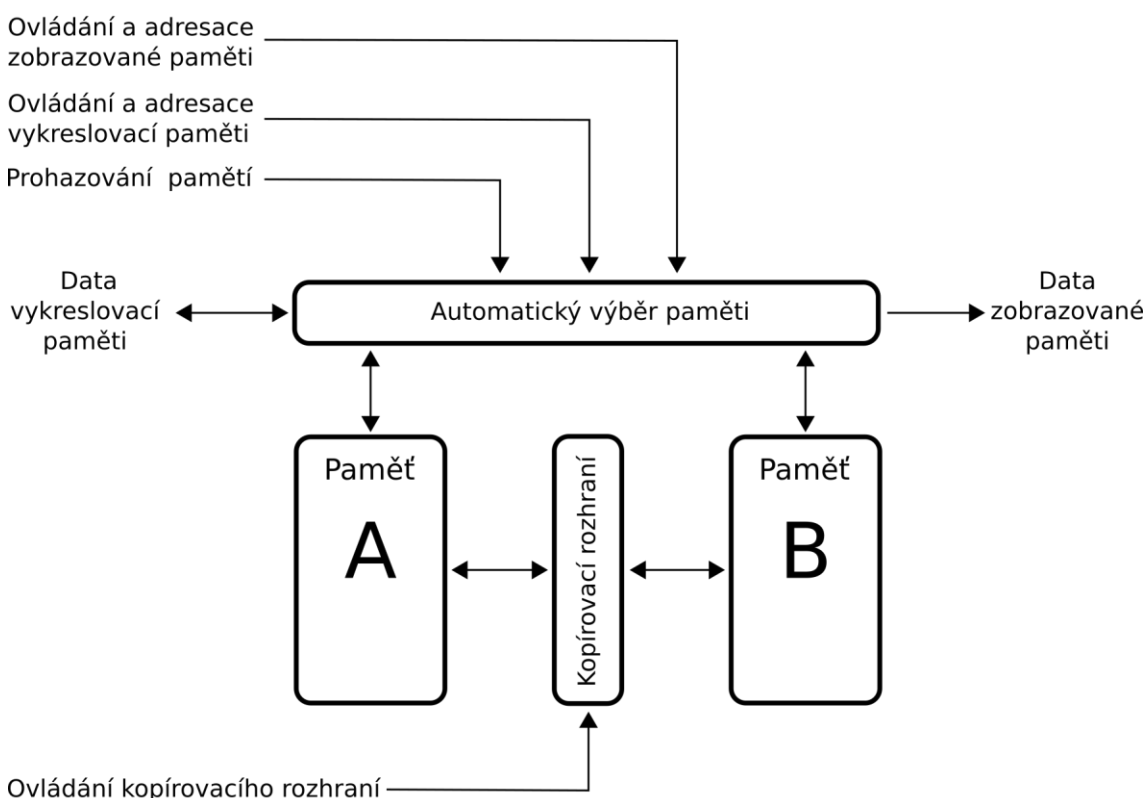 Ovládání a adresace
zobrazované paměti
Ovládání a adresace
vykreslovací paměti
Prohazování pamětí
Data
vykreslovací
paměti
Automatický výběr paměti
Data
zobrazované
paměti
Paměť
A
Kopírovací rozhraní
Paměť
B
Ovládání kopírovacího rozhraní